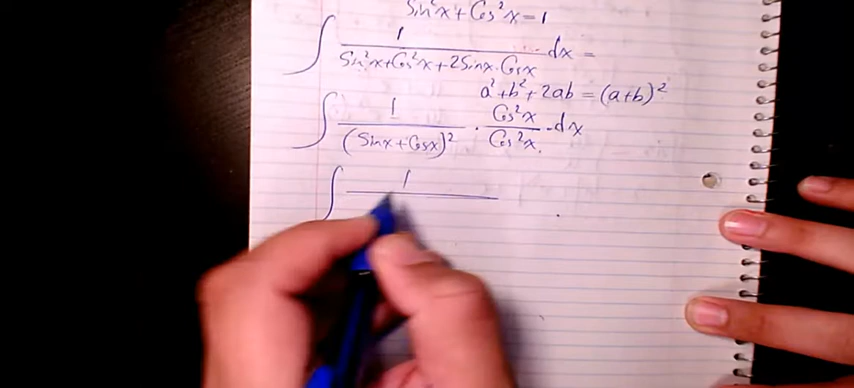 Sin²x + Cos²x = 1
∫ 1/(Sin²x + Cos²x + 2Sinx.Cosx) dx =
a² + b² + 2ab = (a+b)²
∫ 1/(Sinx + Cosx)² · Cos²x/Cos²x · dx
∫ 1/